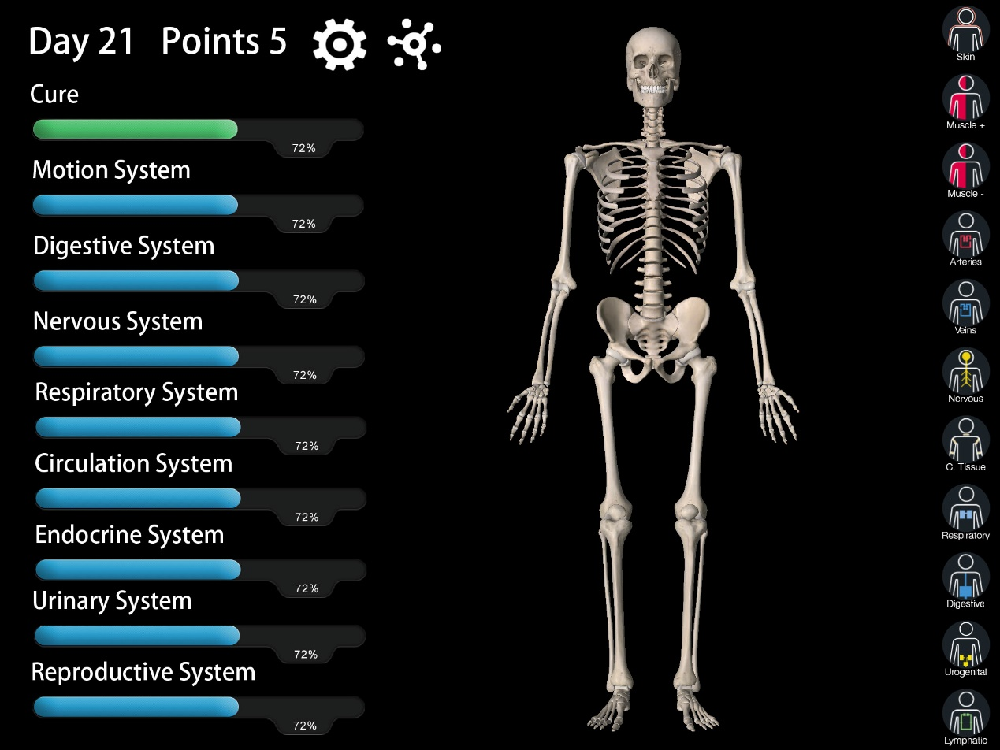 Day 21 Points 5
Cure
72%
Motion System
72%
Digestive System
72%
Nervous System
72%
Respiratory System
72%
Circulation System
72%
Endocrine System
72%
Urinary System
72%
Reproductive System
72%
Skin
Muscle +
Muscle -
Arteries
Veins
Nervous
C. Tissue
Respiratory
Digestive
Urogenital
Lymphatic